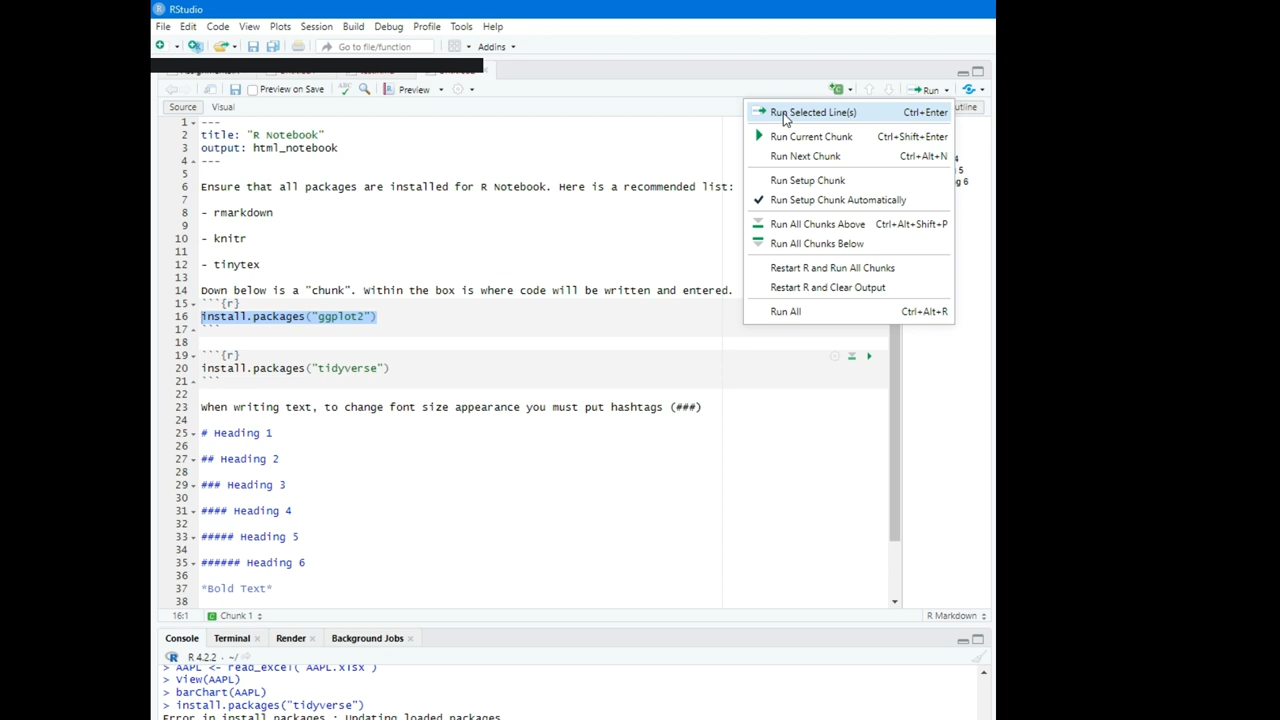 RStudio
File Edit Code View Plots Session Build Debug Profile Tools Help
Go to file/function Addins
Preview on Save Preview Run
Source Visual utline
1 ---
2 title: "R Notebook"
3 output: html_notebook
4 ---
5
6 Ensure that all packages are installed for R Notebook. Here is a recommended list:
7
8 - rmarkdown
9
10 - knitr
11
12 - tinytex
13
14 Down below is a "chunk". Within the box is where code will be written and entered.
15 ```{r}
16 install.packages("ggplot2")
17 ```
18
19 ```{r}
20 install.packages("tidyverse")
21 ```
22
23 When writing text, to change font size appearance you must put hashtags (###)
24
25 # Heading 1
26
27 ## Heading 2
28
29 ### Heading 3
30
31 #### Heading 4
32
33 ##### Heading 5
34
35 ###### Heading 6
36
37 *Bold Text*
38
Run Selected Line(s) Ctrl+Enter
Run Current Chunk Ctrl+Shift+Enter
Run Next Chunk Ctrl+Alt+N
Run Setup Chunk
Run Setup Chunk Automatically
Run All Chunks Above Ctrl+Alt+Shift+P
Run All Chunks Below
Restart R and Run All Chunks
Restart R and Clear Output
Run All Ctrl+Alt+R
4
5
6
16:1 Chunk 1 R Markdown
Console Terminal Render Background Jobs
R 4.2.2 · ~/
> AAPL <- read_excel("AAPL.xlsx")
> View(AAPL)
> barChart(AAPL)
> install.packages("tidyverse")
Error in install.packages : Updating loaded packages